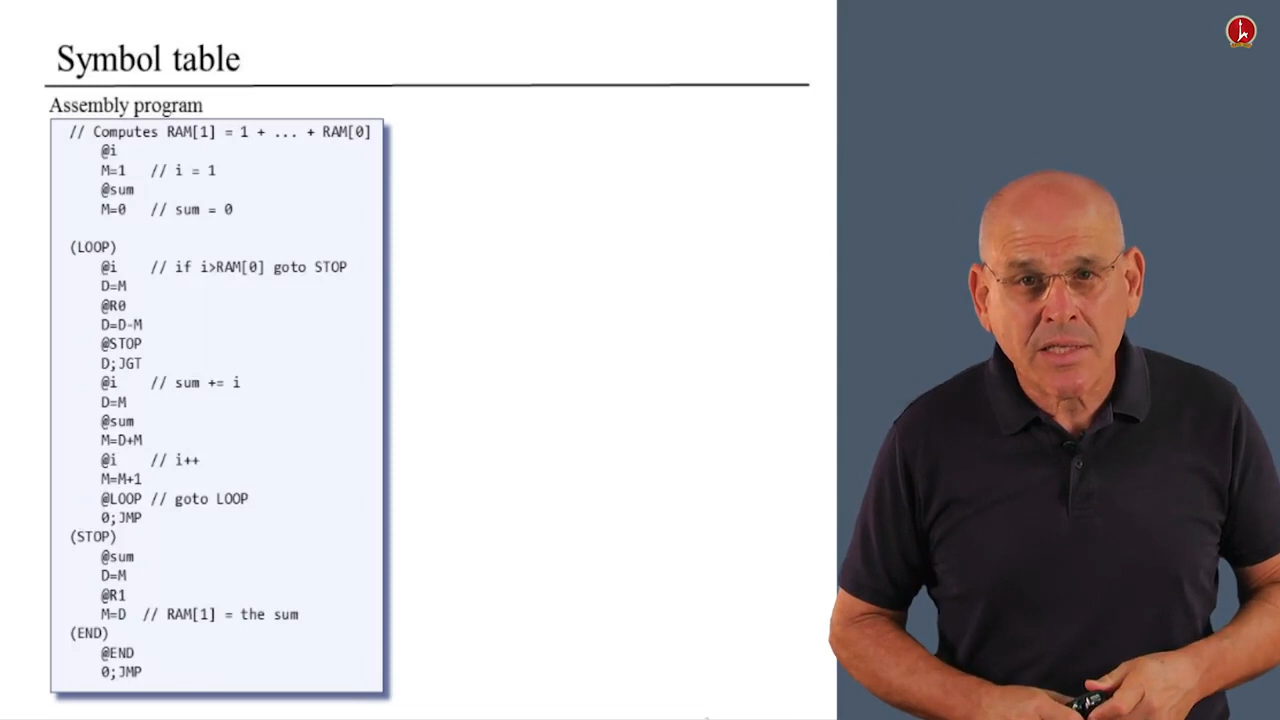 Symbol table
Assembly program
// Computes RAM[1] = 1 + ... + RAM[0]
@i
M=1 // i = 1
@sum
M=0 // sum = 0
(LOOP)
@i // if i>RAM[0] goto STOP
D=M
@R0
D=D-M
@STOP
D;JGT
@i // sum += i
D=M
@sum
M=D+M
@i // i++
M=M+1
@LOOP // goto LOOP
0;JMP
(STOP)
@sum
D=M
@R1
M=D // RAM[1] = the sum
(END)
@END
0;JMP